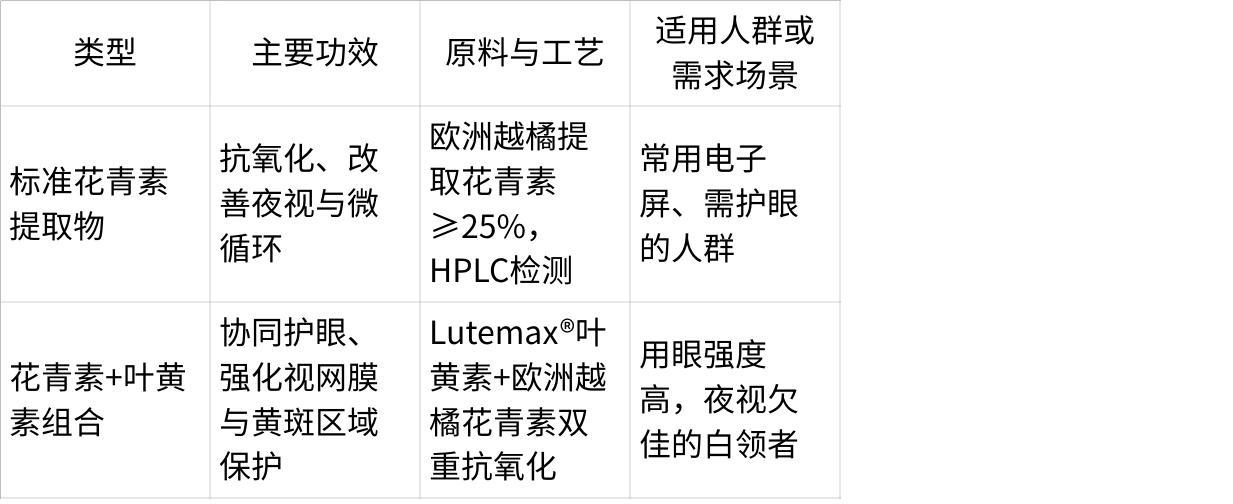 类型
主要功效
原料与工艺
适用人群或
需求场景
标准花青素
提取物
抗氧化、改
善夜视与微
循环
欧洲越橘提
取花青素
≥25%，
HPLC检测
常用电子
屏、需护眼
的人群
花青素+叶黄
素组合
协同护眼、
强化视网膜
与黄斑区域
保护
Lutemax®叶
黄素+欧洲越
橘花青素双
重抗氧化
用眼强度
高，夜视欠
佳的白领者